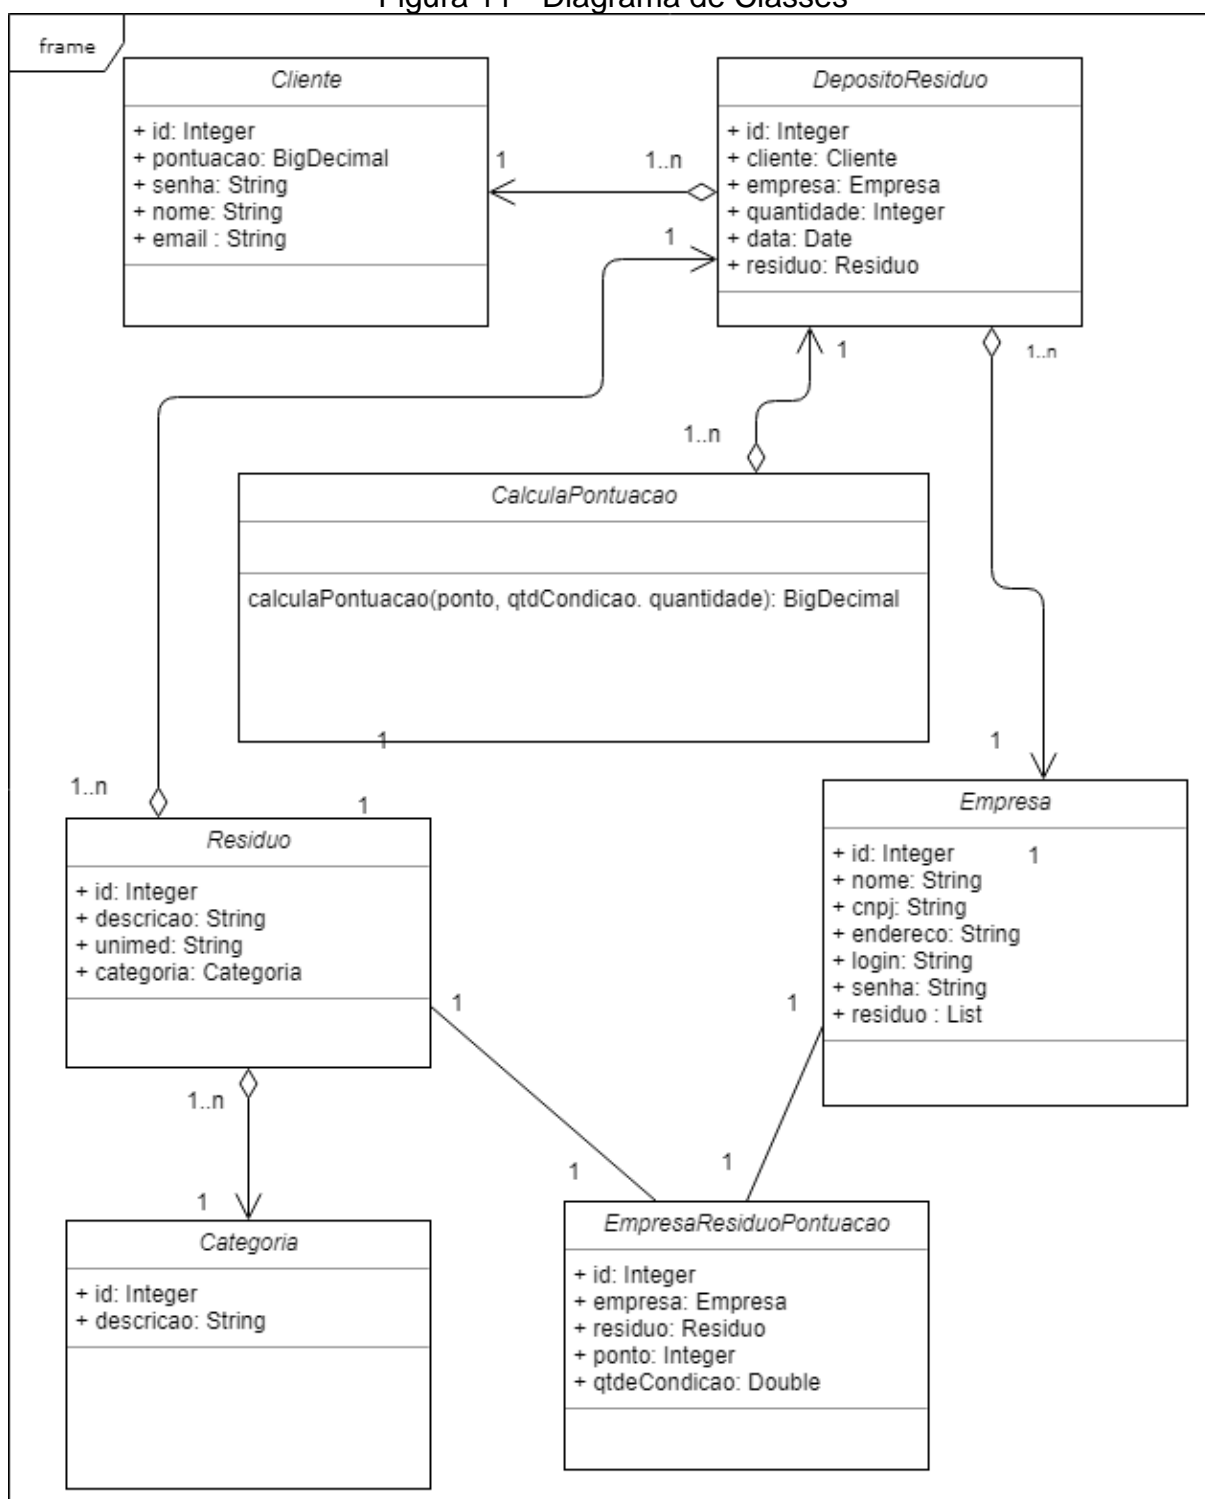 Figura 11 - Diagrama de Classes
frame
Cliente
+ id: Integer
+ pontuacao: BigDecimal
+ senha: String
+ nome: String
+ email : String
DepositoResiduo
+ id: Integer
+ cliente: Cliente
+ empresa: Empresa
+ quantidade: Integer
+ data: Date
+ residuo: Residuo
1
1..n
1
1
1..n
1..n
CalculaPontuacao
calculaPontuacao(ponto, qtdCondicao. quantidade): BigDecimal
1
1
1..n
1
Residuo
+ id: Integer
+ descricao: String
+ unimed: String
+ categoria: Categoria
Empresa
+ id: Integer
1
+ nome: String
+ cnpj: String
+ endereco: String
+ login: String
+ senha: String
+ residuo : List
1
1
1..n
1
1
1
Categoria
+ id: Integer
+ descricao: String
EmpresaResiduoPontuacao
+ id: Integer
+ empresa: Empresa
+ residuo: Residuo
+ ponto: Integer
+ qtdeCondicao: Double